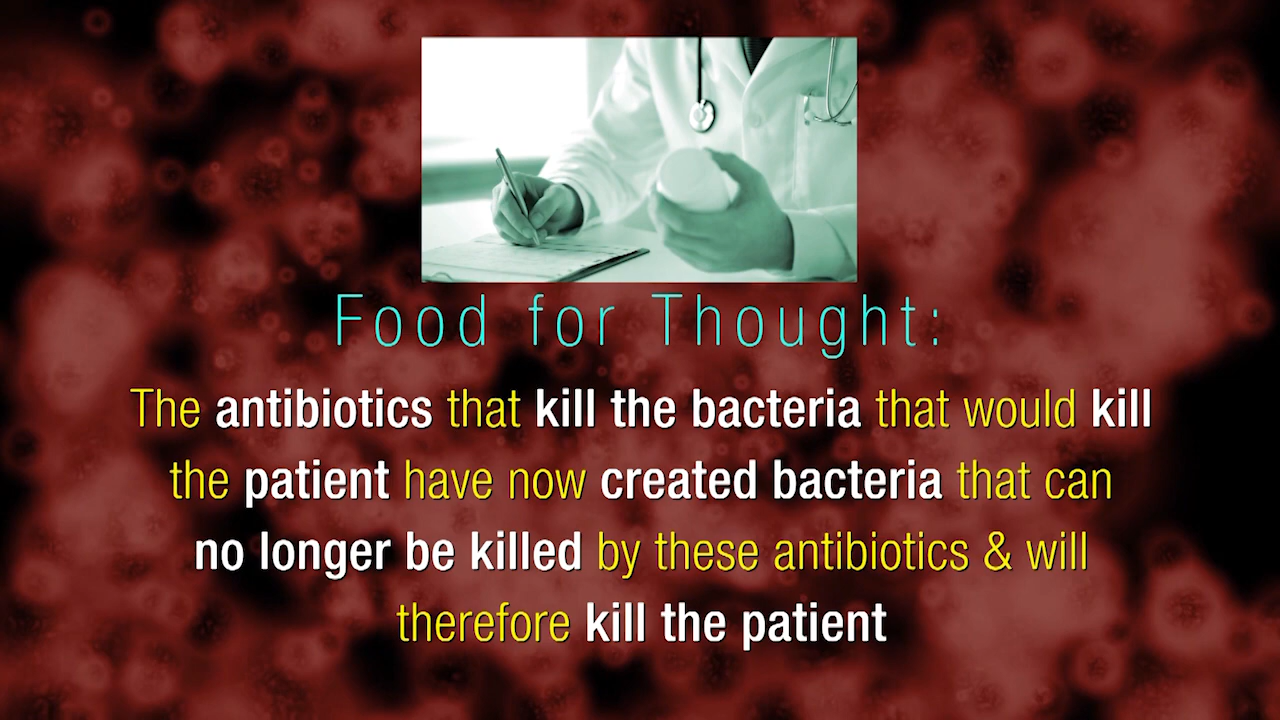 Food for Thought:
The antibiotics that kill the bacteria that would kill
the patient have now created bacteria that can
no longer be killed by these antibiotics & will
therefore kill the patient